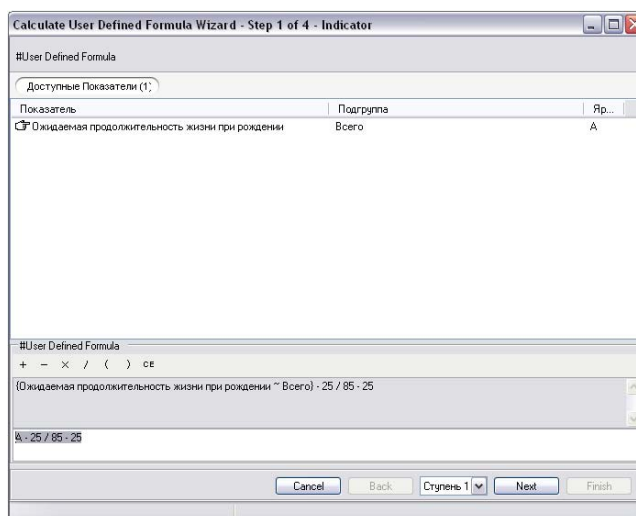 Calculate User Defined Formula Wizard - Step 1 of 4 - Indicator
#User Defined Formula
Доступные Показатели (1)
Показатель Подгруппа Яр...
Ожидаемая продолжительность жизни при рождении Всего A
#User Defined Formula
+ - × / ( ) CE
{Ожидаемая продолжительность жизни при рождении ~ Всего} - 25 / 85 - 25
A - 25 / 85 - 25
Cancel Back Ступень 1 Next Finish